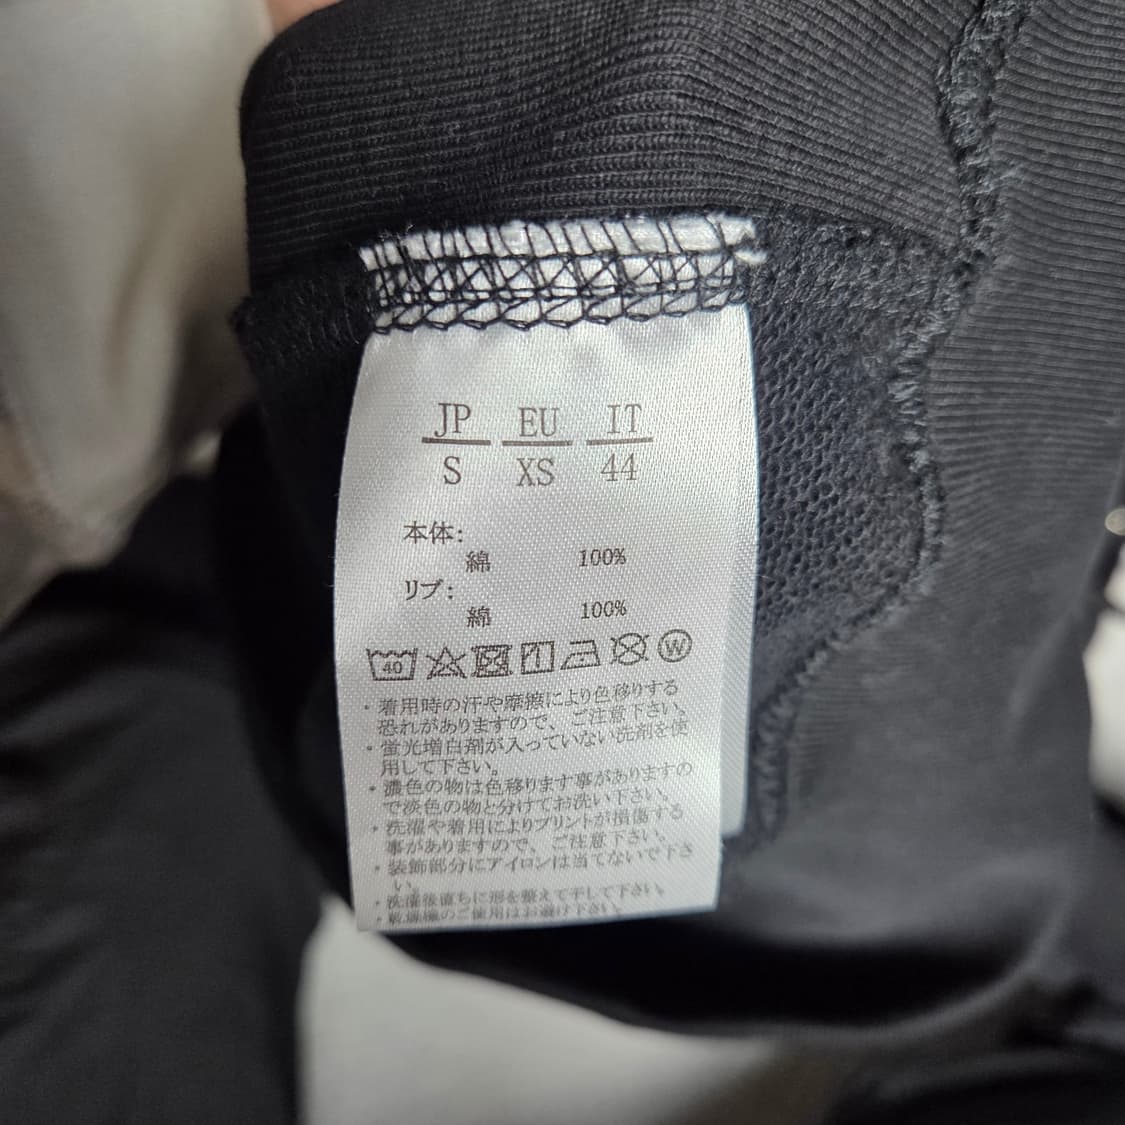 JP EU IT
S XS 44
本体:
綿 100%
リブ:
綿 100%
40 W
・着用時の汗や摩擦により色移りする
恐れがありますので、ご注意下さい。
・蛍光増白剤が入っていない洗剤を使
用して下さい。
・濃色の物は色移ります事がありますの
で淡色の物と分けてお洗い下さい。
・洗濯や着用によりプリントが損傷する
事がありますので、ご注意下さい。
・装飾部分にアイロンは当てないで下さ
い。
・洗濯後直ちに形を整えて干して下さい。
・乾燥機のご使用はお避け下さい。